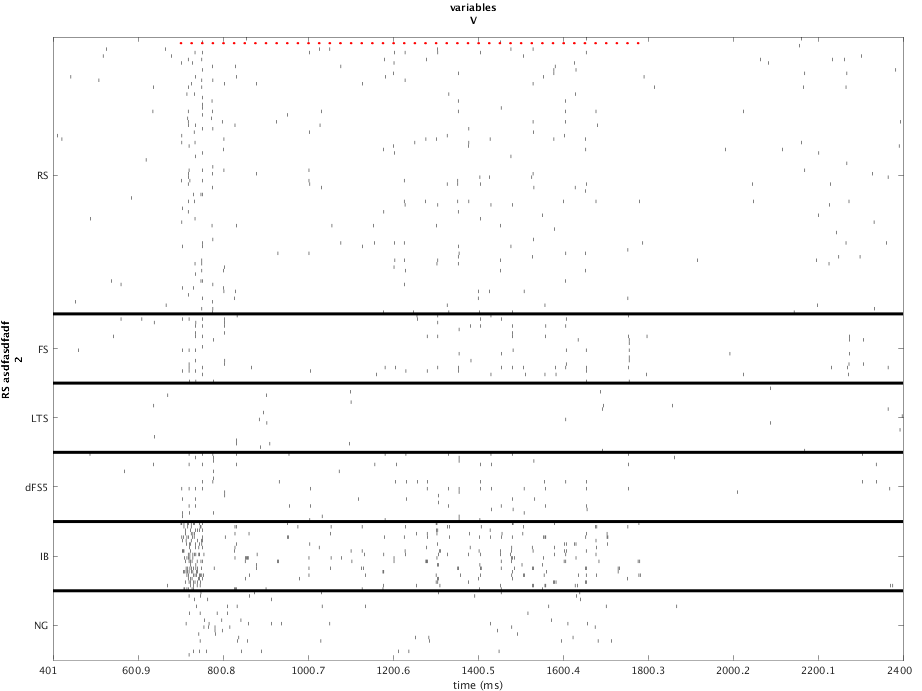 variables
V
RS
FS
LTS
dFS5
IB
NG
RS asdfasdfadf
2
401 600.9 800.8 1000.7 1200.6 1400.5 1600.4 1800.3 2000.2 2200.1 2400
time (ms)